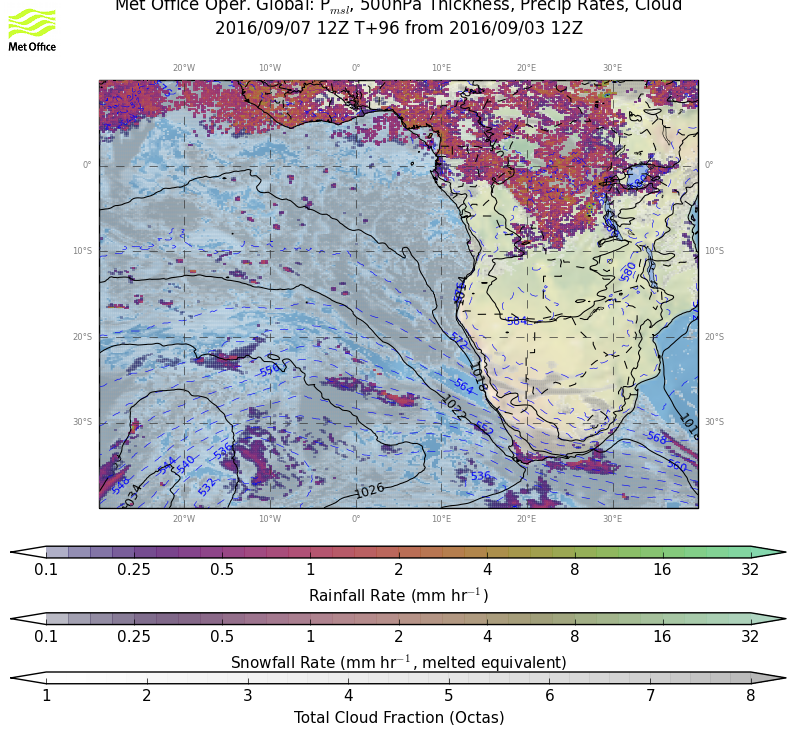 Met Office Oper. Global: Pmsl, 500hPa Thickness, Precip Rates, Cloud
2016/09/07 12Z T+96 from 2016/09/03 12Z
Met Office
20°W 10°W 0° 10°E 20°E 30°E
0° 0°
10°S 10°S
20°S 20°S
30°S 30°S
580
584
1014
572
1018
564
556
1022
552
568
560
1018
536
544
540
536
548
532
1034
1026
20°W 10°W 0° 10°E 20°E 30°E
0.1 0.25 0.5 1 2 4 8 16 32
Rainfall Rate (mm hr−1)
0.1 0.25 0.5 1 2 4 8 16 32
Snowfall Rate (mm hr−1, melted equivalent)
1 2 3 4 5 6 7 8
Total Cloud Fraction (Octas)